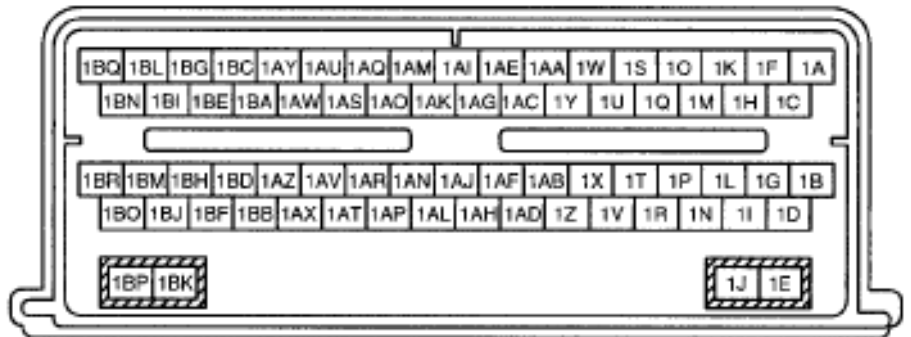 1BQ 1BL 1BG 1BC 1AY 1AU 1AQ 1AM 1AI 1AE 1AA 1W 1S 1O 1K 1F 1A
1BN 1BI 1BE 1BA 1AW 1AS 1AO 1AK 1AG 1AC 1Y 1U 1Q 1M 1H 1C
1BR 1BM 1BH 1BD 1AZ 1AV 1AR 1AN 1AJ 1AF 1AB 1X 1T 1P 1L 1G 1B
1BO 1BJ 1BF 1BB 1AX 1AT 1AP 1AL 1AH 1AD 1Z 1V 1R 1N 1I 1D
1BP 1BK 1J 1E